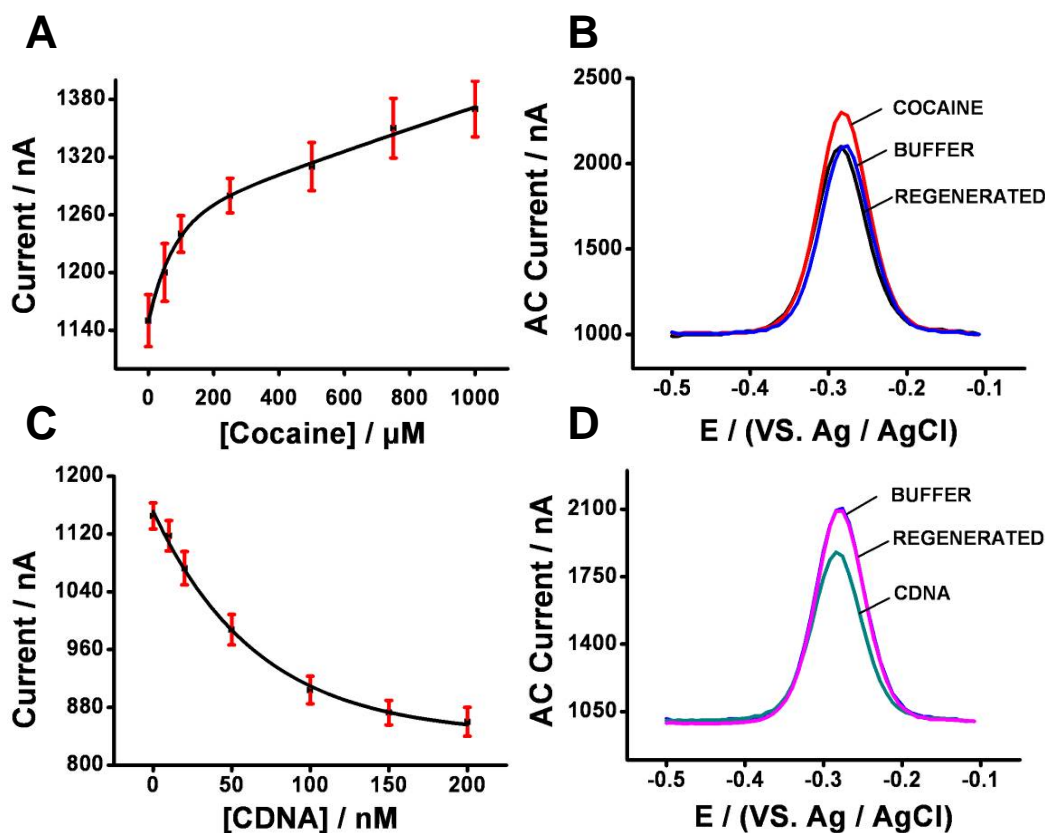 A
Current / nA
1380
1320
1260
1200
1140
0 200 400 600 800 1000
[Cocaine] / µM
B
AC Current / nA
2500
2000
1500
1000
COCAINE
BUFFER
REGENERATED
-0.5 -0.4 -0.3 -0.2 -0.1
E / (VS. Ag / AgCl)
C
Current / nA
1200
1120
1040
960
880
800
0 50 100 150 200
[CDNA] / nM
D
AC Current / nA
2100
1750
1400
1050
BUFFER
REGENERATED
CDNA
-0.5 -0.4 -0.3 -0.2 -0.1
E / (VS. Ag / AgCl)